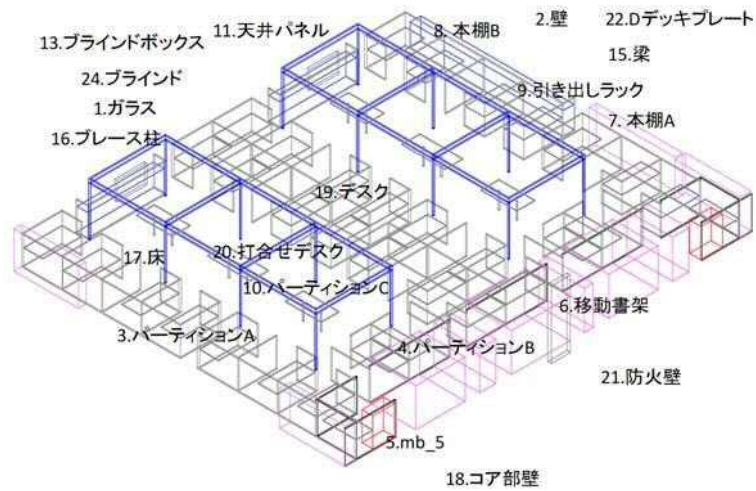 2.壁
22.Dデッキプレート
11.天井パネル
8. 本棚B
13.ブラインドボックス
15.梁
24.ブラインド
9.引き出しラック
1.ガラス
7. 本棚A
16.ブレース柱
19.デスク
20.打合せデスク
17.床
10.パーティションC
6.移動書架
3.パーティションA
4.パーティションB
21.防火壁
5.mb_5
18.コア部壁